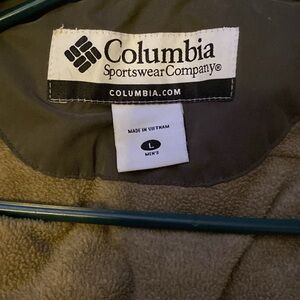 Columbia
Sportswear Company®
COLUMBIA.COM
MADE IN VIETNAM
L
MEN'S